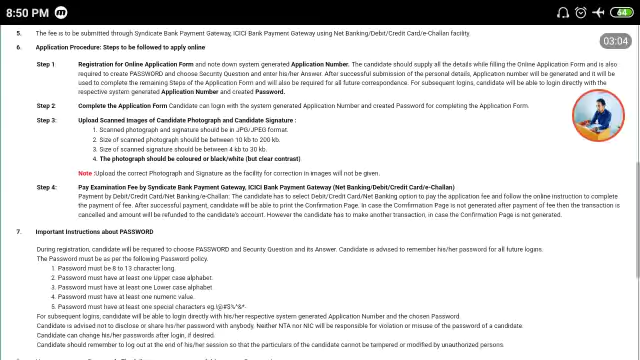 8:50 PM
44
03:04
5. The fee is to be submitted through Syndicate Bank Payment Gateway, ICICI Bank Payment Gateway using Net Banking/Debit/Credit Card/e-Challan facility.
6. Application Procedure: Steps to be followed to apply online
Step 1 Registration for Online Application Form and note down system generated Application Number. The candidate should supply all the details while filling the Online Application Form and is also
required to create PASSWORD and choose Security Question and enter his/her Answer. After successful submission of the personal details, Application number will be generated and it will be
used to complete the remaining Steps of the Application Form and will also be required for all future correspondence. For subsequent logins, candidate will be able to login directly with the
respective system generated Application Number and created Password.
Step 2 Complete the Application Form Candidate can login with the system generated Application Number and created Password for completing the Application Form.
Step 3: Upload Scanned Images of Candidate Photograph and Candidate Signature :
1. Scanned photograph and signature should be in JPG/JPEG format.
2. Size of scanned photograph should be between 10 kb to 200 kb.
3. Size of scanned signature should be between 4 kb to 30 kb.
4. The photograph should be coloured or black/white (but clear contrast)
Note : Upload the correct Photograph and Signature as the facility for correction in images will not be given.
Step 4: Pay Examination Fee by Syndicate Bank Payment Gateway, ICICI Bank Payment Gateway (Net Banking/Debit/Credit Card/e-Challan)
Payment by Debit/Credit Card/Net Banking/e-Challan: The candidate has to select Debit/Credit Card/Net Banking option to pay the application fee and follow the online instruction to complete
the payment of fee. After successful payment, candidate will be able to print the Confirmation Page. In case the Comfirmation Page is not generated after payment of fee then the transaction is
cancelled and amount will be refunded to the candidate's account. However the candidate has to make another transaction, in case the Confirmation Page is not generated.
7. Important Instructions about PASSWORD
During registration, candidate will be required to choose PASSWORD and Security Question and its Answer. Candidate is advised to remember his/her password for all future logins.
The Password must be as per the following Password policy.
1. Password must be 8 to 13 character long.
2. Password must have at least one Upper case alphabet.
3. Password must have at least one Lower case alphabet.
4. Password must have at least one numeric value.
5. Password must have at least one special characters eg.!@#$%^&*-
For subsequent logins, candidate will be able to login directly with his/her respective system generated Application Number and the chosen Password.
Candidate is advised not to disclose or share his/her password with anybody. Neither NTA nor NIC will be responsible for violation or misuse of the password of a candidate.
Candidate can change his/her passwords after login, if desired.
Candidate should remember to log out at the end of his/her session so that the particulars of the candidate cannot be tampered or modified by unauthorized persons.